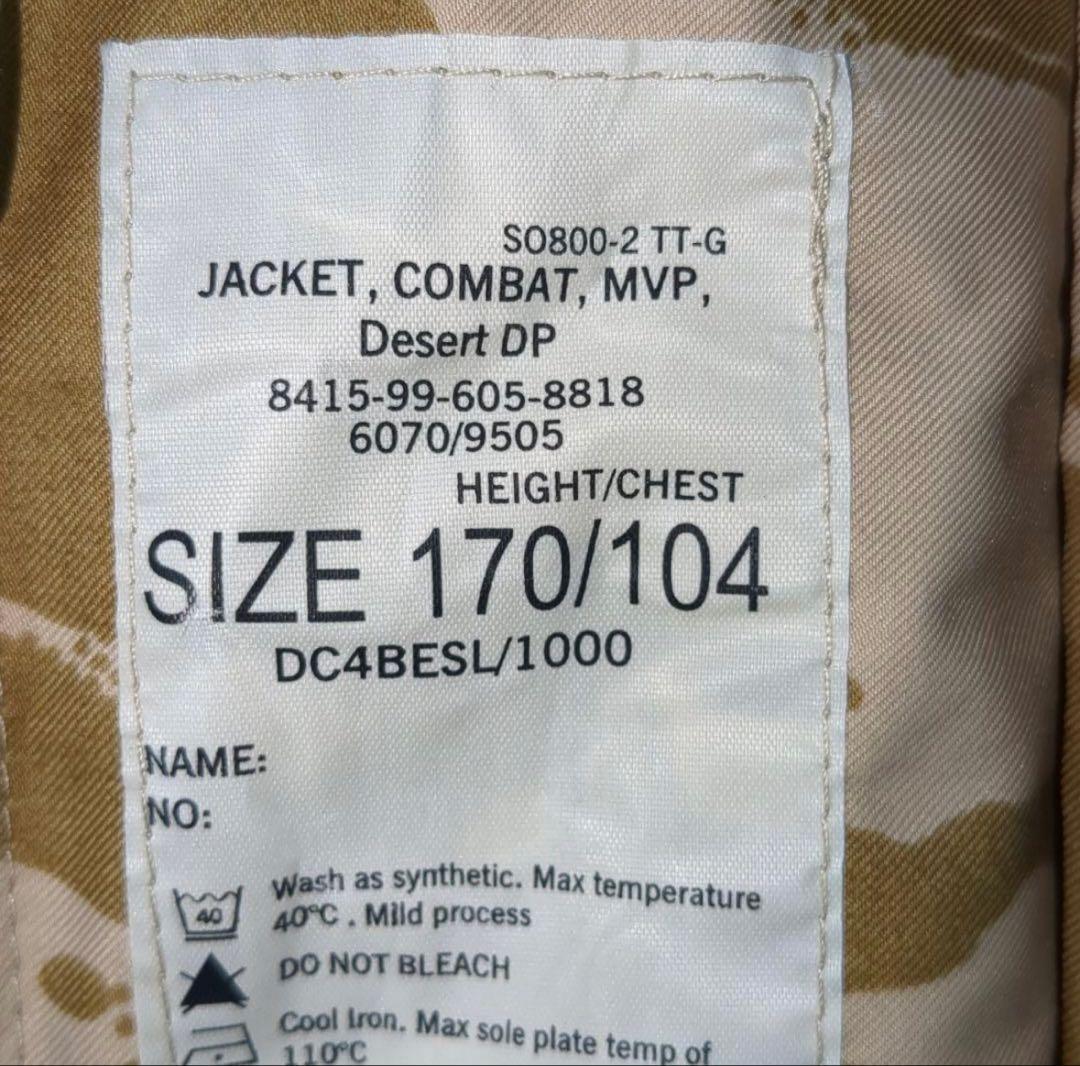 SO800-2 TT-G
JACKET, COMBAT, MVP,
Desert DP
8415-99-605-8818
6070/9505
HEIGHT/CHEST
SIZE 170/104
DC4BESL/1000
NAME:
NO:
40
Wash as synthetic. Max temperature
40°C . Mild process
DO NOT BLEACH
Cool Iron. Max sole plate temp of
110°C